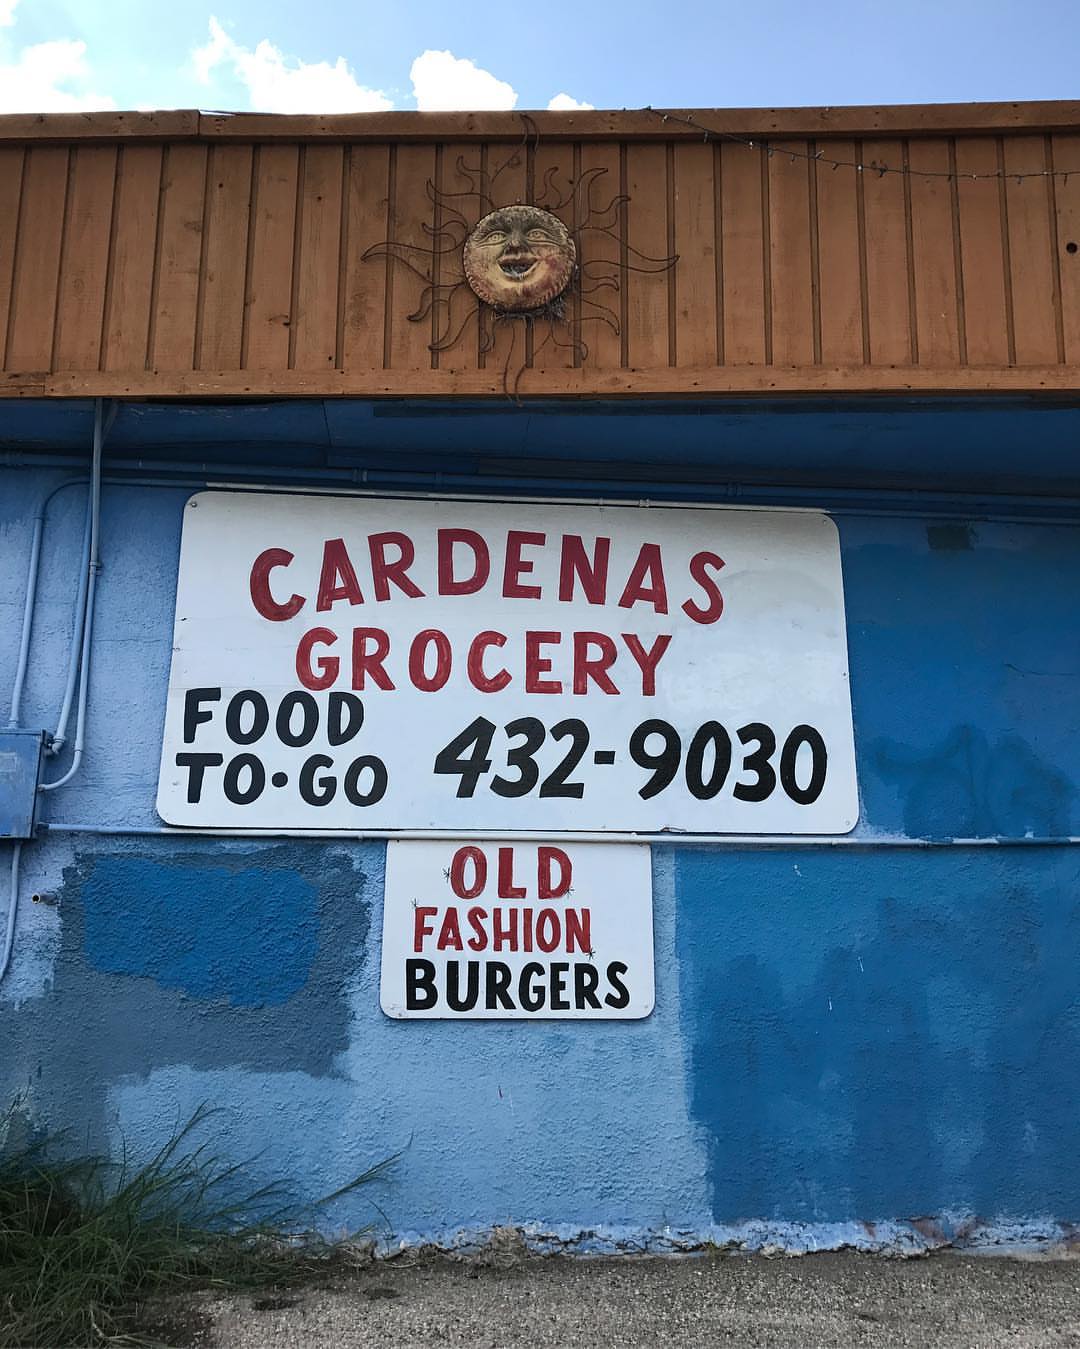 CARDENAS
GROCERY
FOOD
TO•GO
432-9030
OLD
FASHION
BURGERS